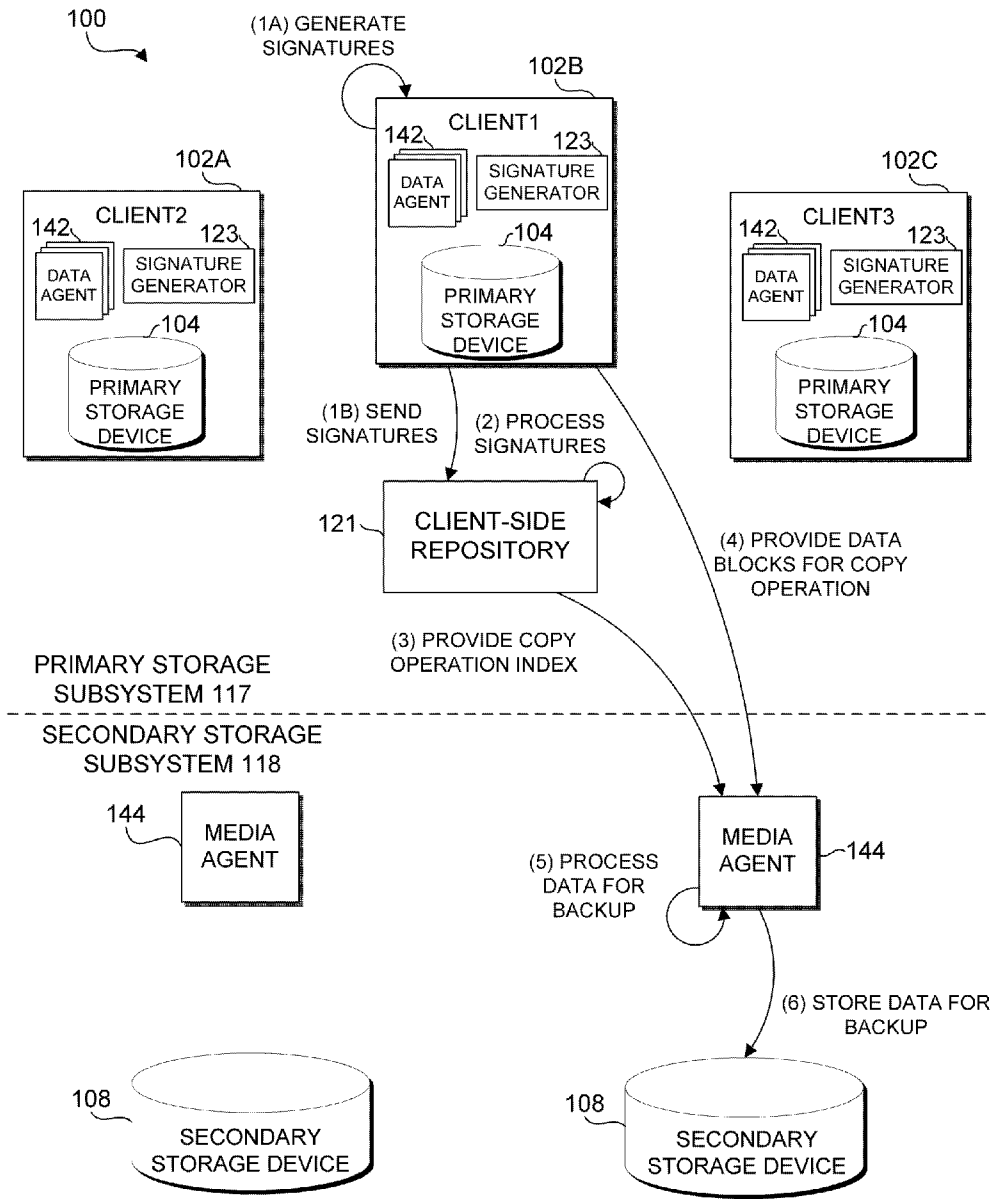 100
(1A) GENERATE
SIGNATURES
102B
CLIENT1
142
DATA
AGENT
123
SIGNATURE
GENERATOR
104
PRIMARY
STORAGE
DEVICE
102A
CLIENT2
142
DATA
AGENT
123
SIGNATURE
GENERATOR
104
PRIMARY
STORAGE
DEVICE
102C
CLIENT3
142
DATA
AGENT
123
SIGNATURE
GENERATOR
104
PRIMARY
STORAGE
DEVICE
(1B) SEND
SIGNATURES
(2) PROCESS
SIGNATURES
121
CLIENT-SIDE
REPOSITORY
(4) PROVIDE DATA
BLOCKS FOR COPY
OPERATION
(3) PROVIDE COPY
OPERATION INDEX
PRIMARY STORAGE
SUBSYSTEM 117
SECONDARY STORAGE
SUBSYSTEM 118
144
MEDIA
AGENT
MEDIA
AGENT
144
(5) PROCESS
DATA FOR
BACKUP
(6) STORE DATA FOR
BACKUP
108
SECONDARY
STORAGE DEVICE
108
SECONDARY
STORAGE DEVICE